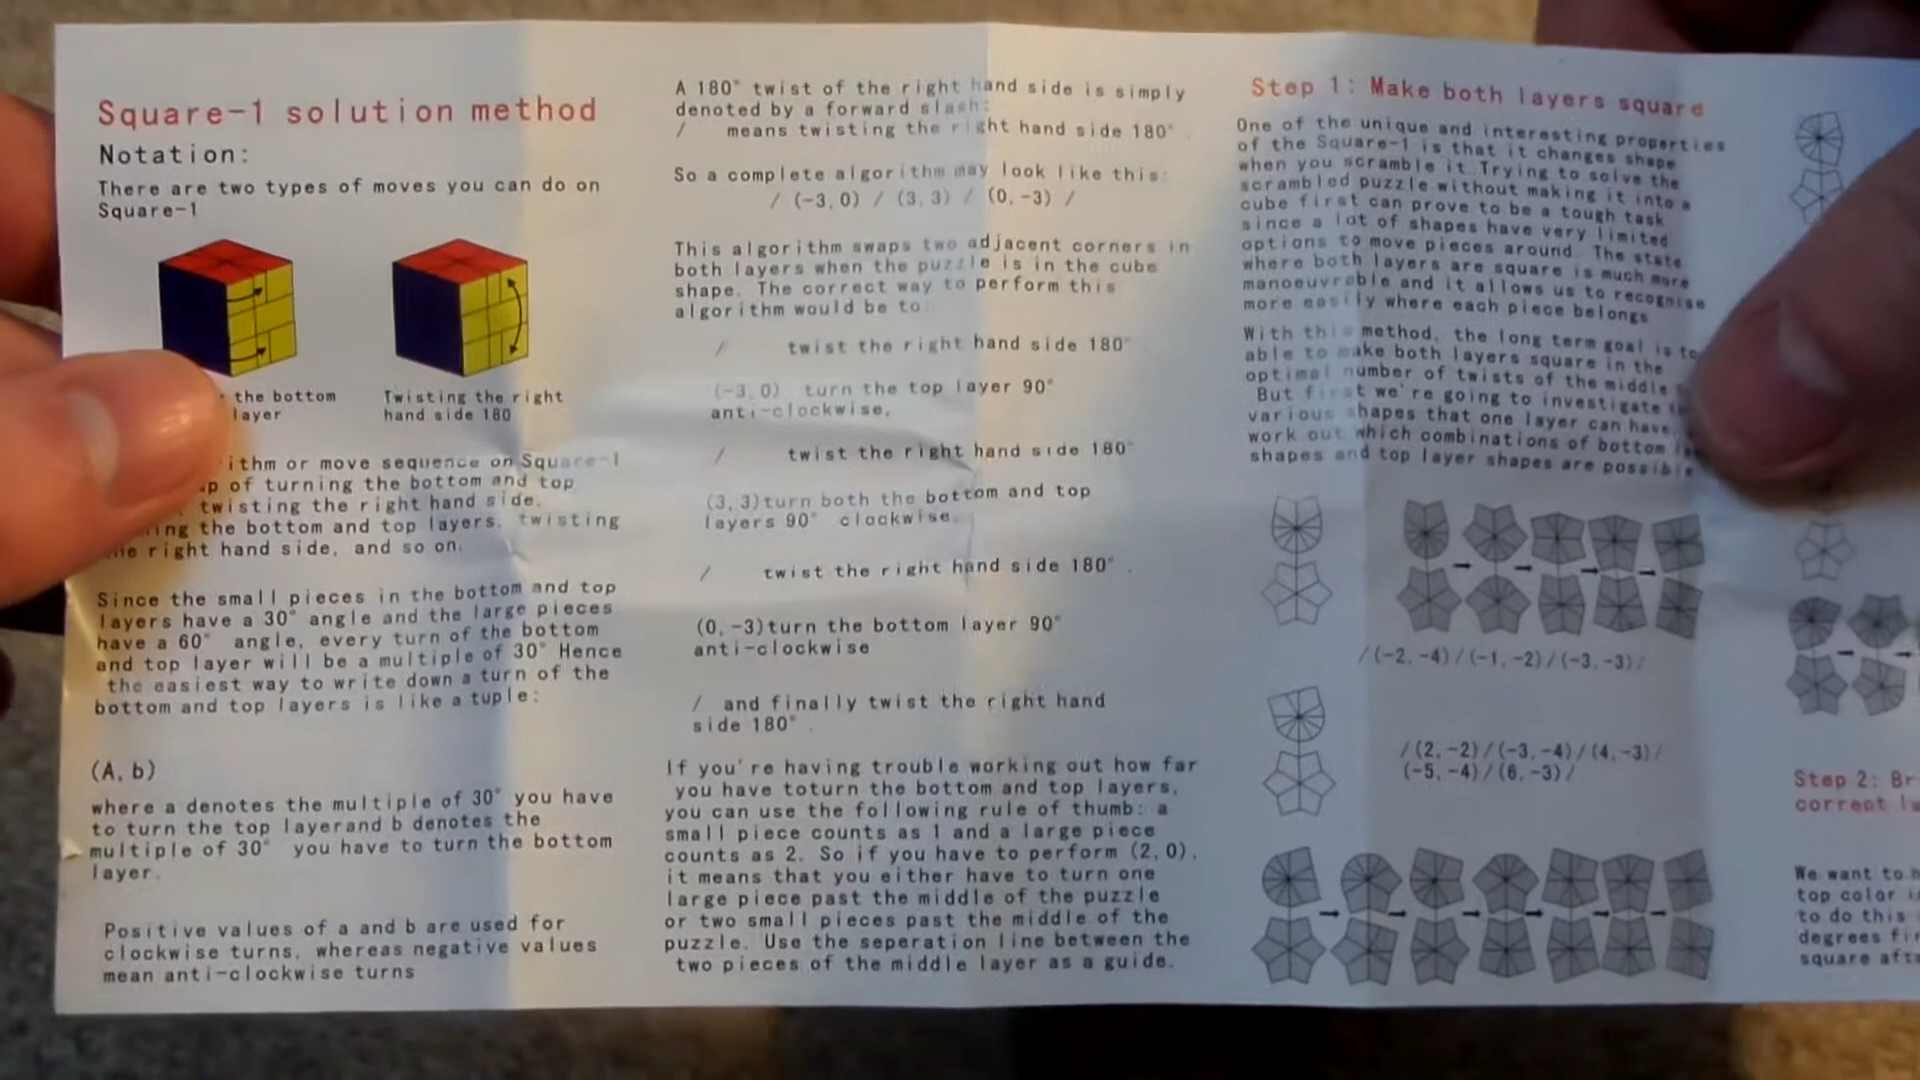 Square-1 solution method
Notation:
There are two types of moves you can do on
Square-1
the bottom
layer
Twisting the right
hand side 180
ithm or move sequence on Square-1
p of turning the bottom and top
twisting the right hand side,
ing the bottom and top layers, twisting
he right hand side, and so on.
Since the small pieces in the bottom and top
layers have a 30° angle and the large pieces
have a 60° angle, every turn of the bottom
and top layer will be a multiple of 30° Hence
the easiest way to write down a turn of the
bottom and top layers is like a tuple:
(A, b)
where a denotes the multiple of 30° you have
to turn the top layerand b denotes the
multiple of 30° you have to turn the bottom
layer.
Positive values of a and b are used for
clockwise turns, whereas negative values
mean anti-clockwise turns
A 180° twist of the right hand side is simply
denoted by a forward slash:
/ means twisting the right hand side 180° .
So a complete algorithm may look like this:
/ (-3,0) / (3,3) / (0,-3) /
This algorithm swaps two adjacent corners in
both layers when the puzzle is in the cube
shape. The correct way to perform this
algorithm would be to:
/ twist the right hand side 180°
(-3,0) turn the top layer 90°
anti-clockwise,
/ twist the right hand side 180°
(3,3)turn both the bottom and top
layers 90° clockwise.
/ twist the right hand side 180° .
(0,-3)turn the bottom layer 90°
anti-clockwise
/ and finally twist the right hand
side 180° .
If you're having trouble working out how far
you have toturn the bottom and top layers,
you can use the following rule of thumb: a
small piece counts as 1 and a large piece
counts as 2. So if you have to perform (2,0),
it means that you either have to turn one
large piece past the middle of the puzzle
or two small pieces past the middle of the
puzzle. Use the seperation line between the
two pieces of the middle layer as a guide.
Step 1: Make both layers square
One of the unique and interesting properties
of the Square-1 is that it changes shape
when you scramble it. Trying to solve the
scrambled puzzle without making it into a
cube first can prove to be a tough task
since a lot of shapes have very limited
options to move pieces around. The state
where both layers are square is much more
manoeuvrable and it allows us to recognise
more easily where each piece belongs
With this method, the long term goal is to
able to make both layers square in the
optimal number of twists of the middle
But first we're going to investigate
various shapes that one layer can have,
work out which combinations of bottom
shapes and top layer shapes are possible
/(-2,-4)/(-1,-2)/(-3,-3)/
/(2,-2)/(-3,-4)/(4,-3)/
(-5,-4)/(6,-3)/
Step 2: Br
correct la
We want to h
top color i
to do this
degrees fir
square aft